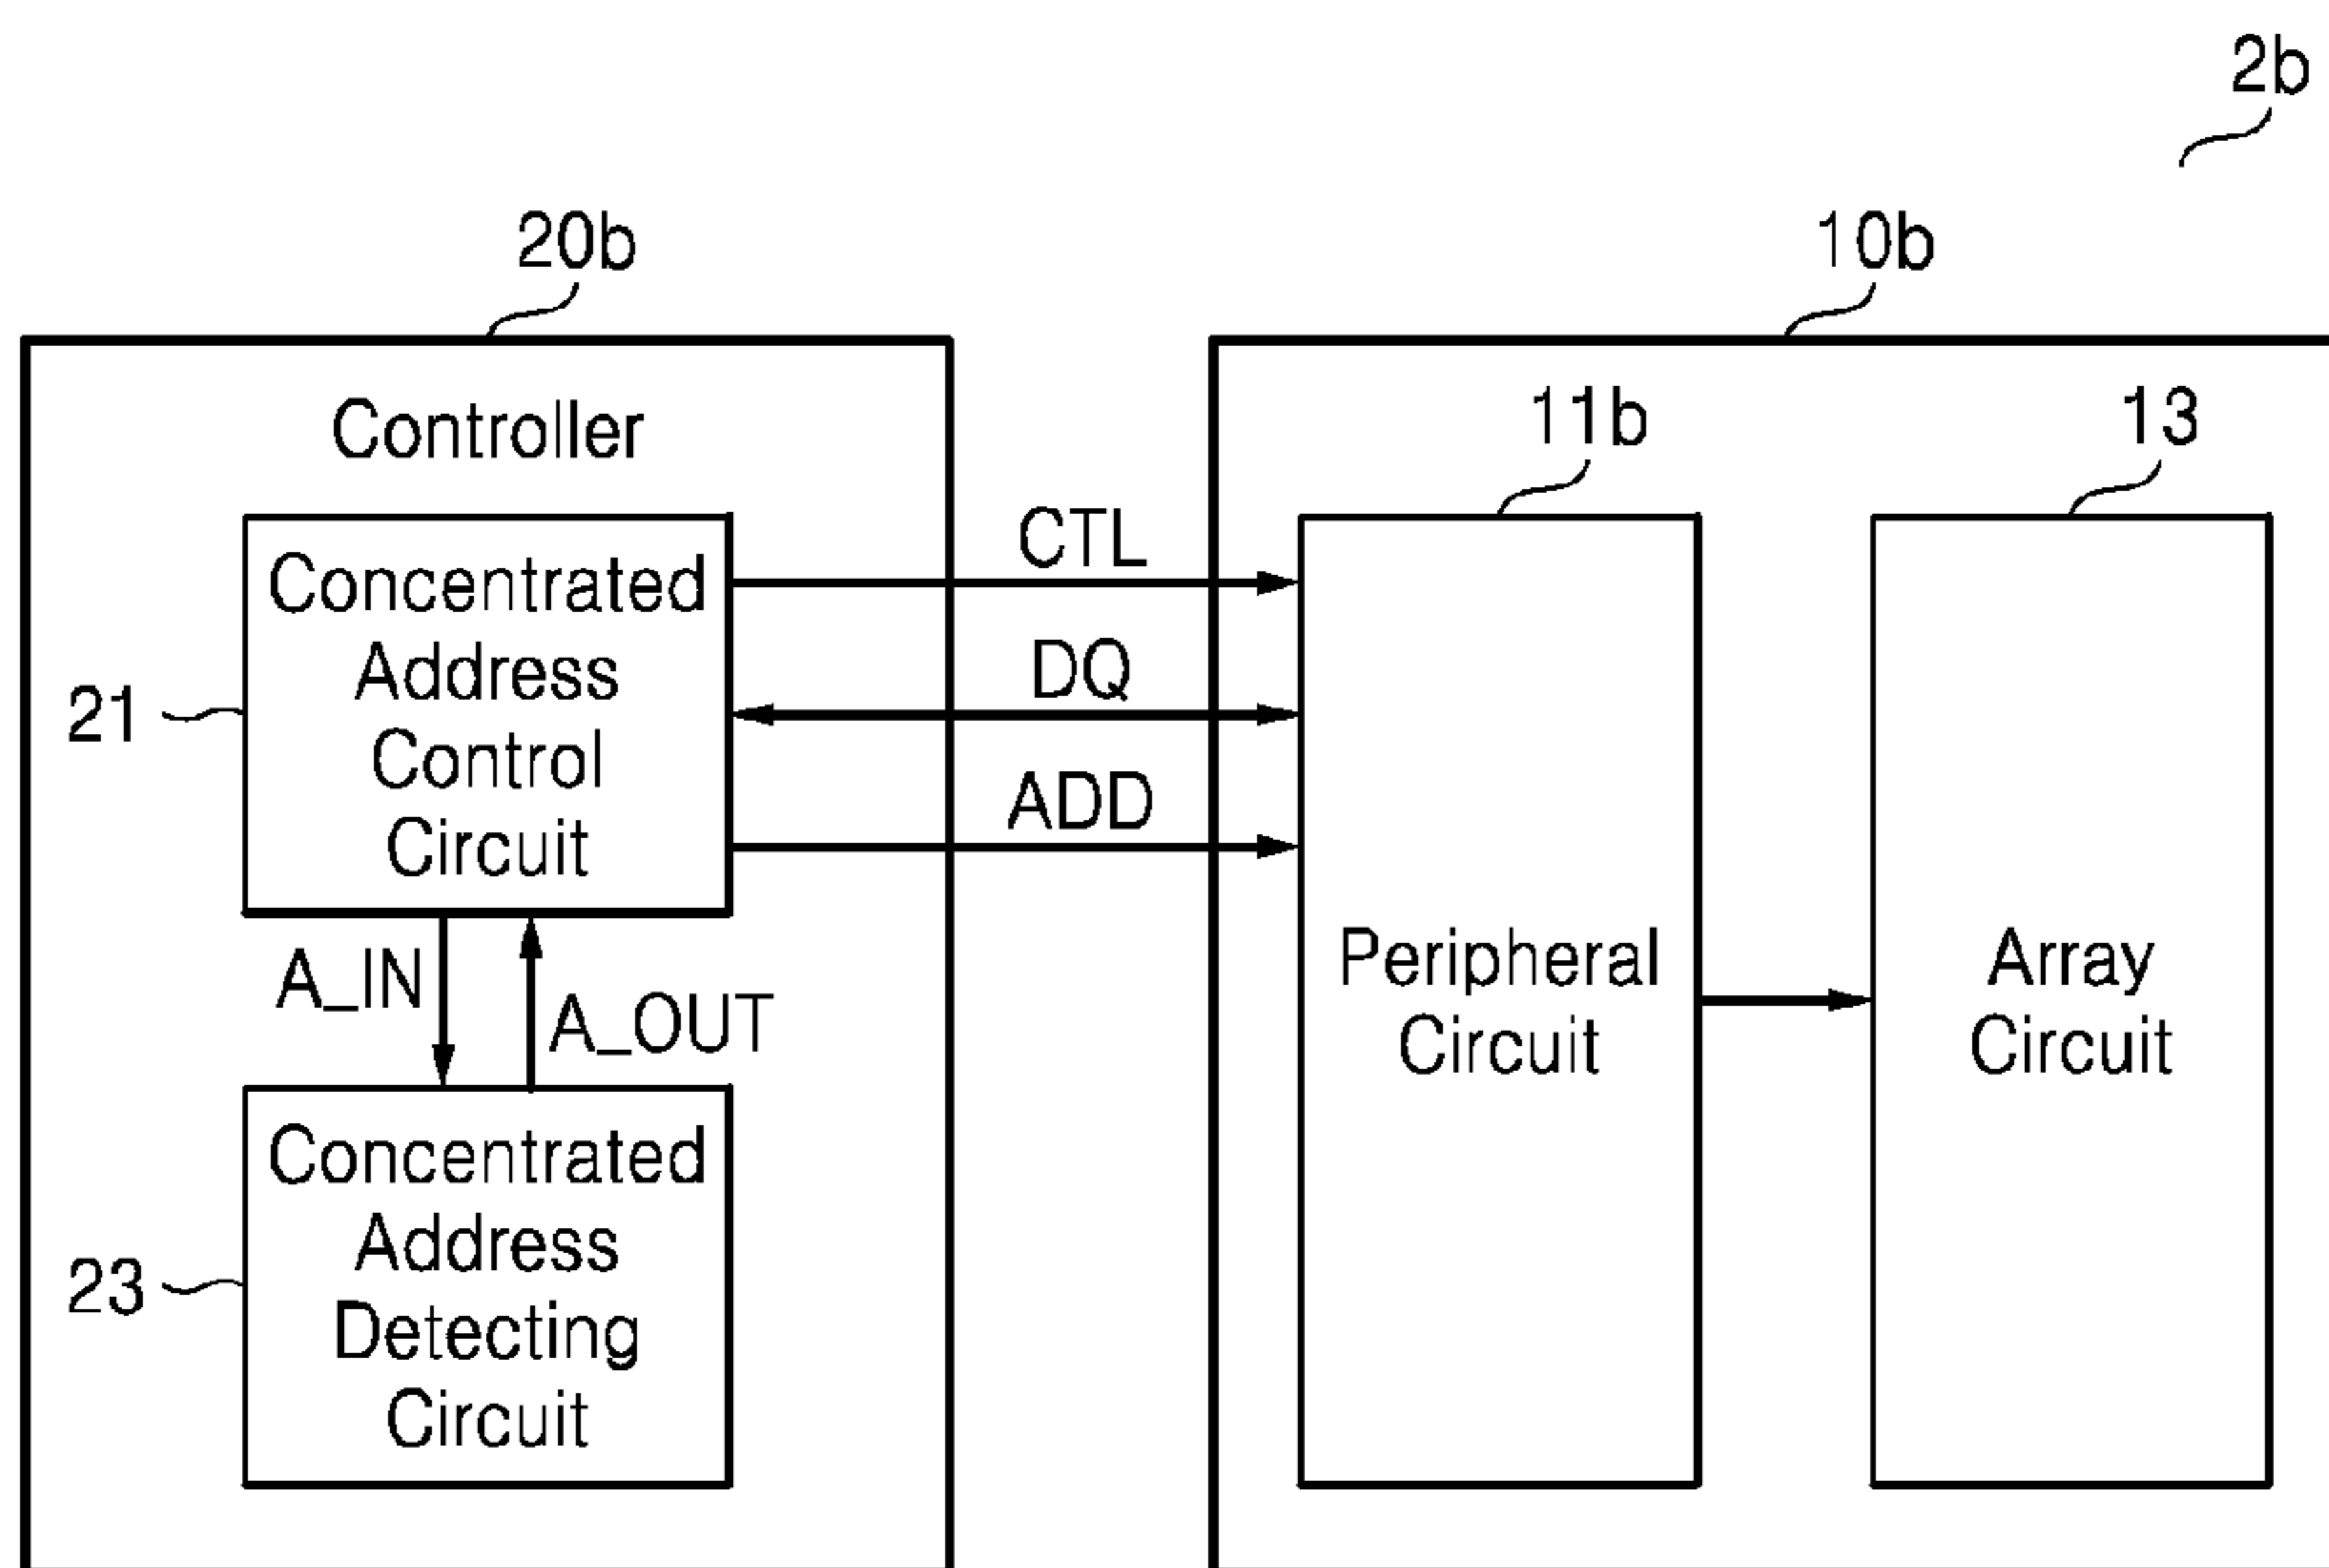 2b
20b
10b
Controller
11b
13
Concentrated
Address
Control
Circuit
21
CTL
DQ
ADD
A_IN
A_OUT
Concentrated
Address
Detecting
Circuit
23
Peripheral
Circuit
Array
Circuit